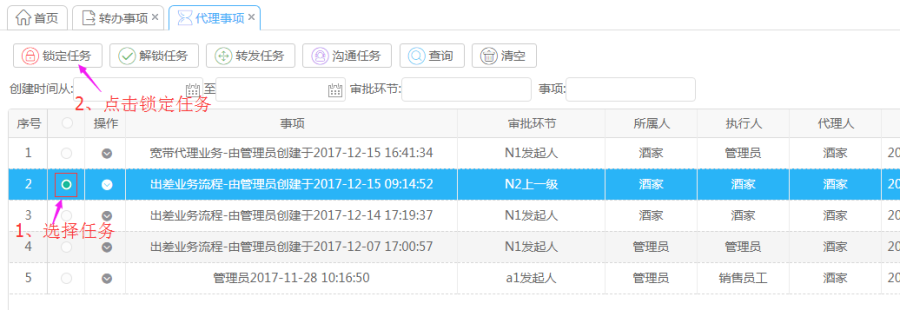 首页 转办事项 × 代理事项 ×
锁定任务 解锁任务 转发任务 沟通任务 查询 清空
创建时间从: 至 审批环节: 事项:
2、点击锁定任务
序号 操作 事项 审批环节 所属人 执行人 代理人
1 宽带代理业务-由管理员创建于2017-12-15 16:41:34 N1发起人 酒家 管理员 酒家 20
2 出差业务流程-由管理员创建于2017-12-15 09:14:52 N2上一级 酒家 酒家 酒家 20
3 出差业务流程-由管理员创建于2017-12-14 17:19:37 N1发起人 酒家 酒家 酒家 20
1、选择任务
4 出差业务流程-由管理员创建于2017-12-07 17:00:57 N1发起人 管理员 管理员 酒家 20
5 管理员2017-11-28 10:16:50 a1发起人 管理员 销售员工 酒家 20